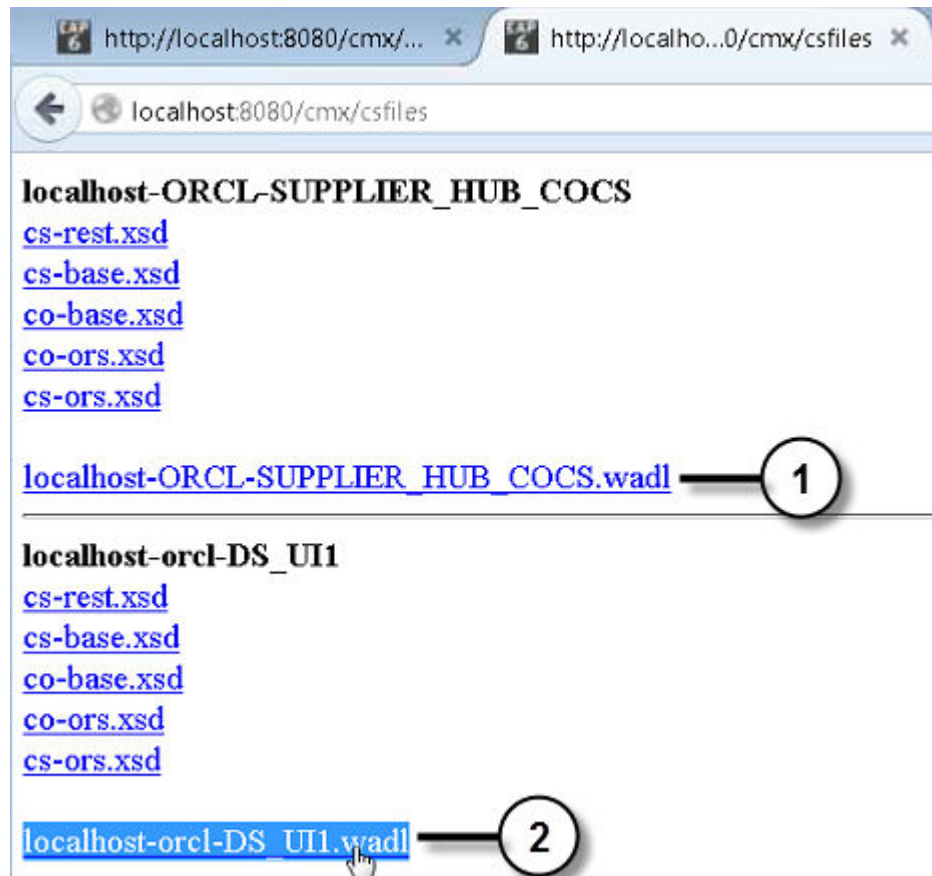 http://localhost:8080/cmx/... × http://localho...0/cmx/csfiles ×
localhost:8080/cmx/csfiles
localhost-ORCL-SUPPLIER_HUB_COCS
cs-rest.xsd
cs-base.xsd
co-base.xsd
co-ors.xsd
cs-ors.xsd
localhost-ORCL-SUPPLIER_HUB_COCS.wadl 1
localhost-orcl-DS_UI1
cs-rest.xsd
cs-base.xsd
co-base.xsd
co-ors.xsd
cs-ors.xsd
localhost-orcl-DS_UI1.wadl 2